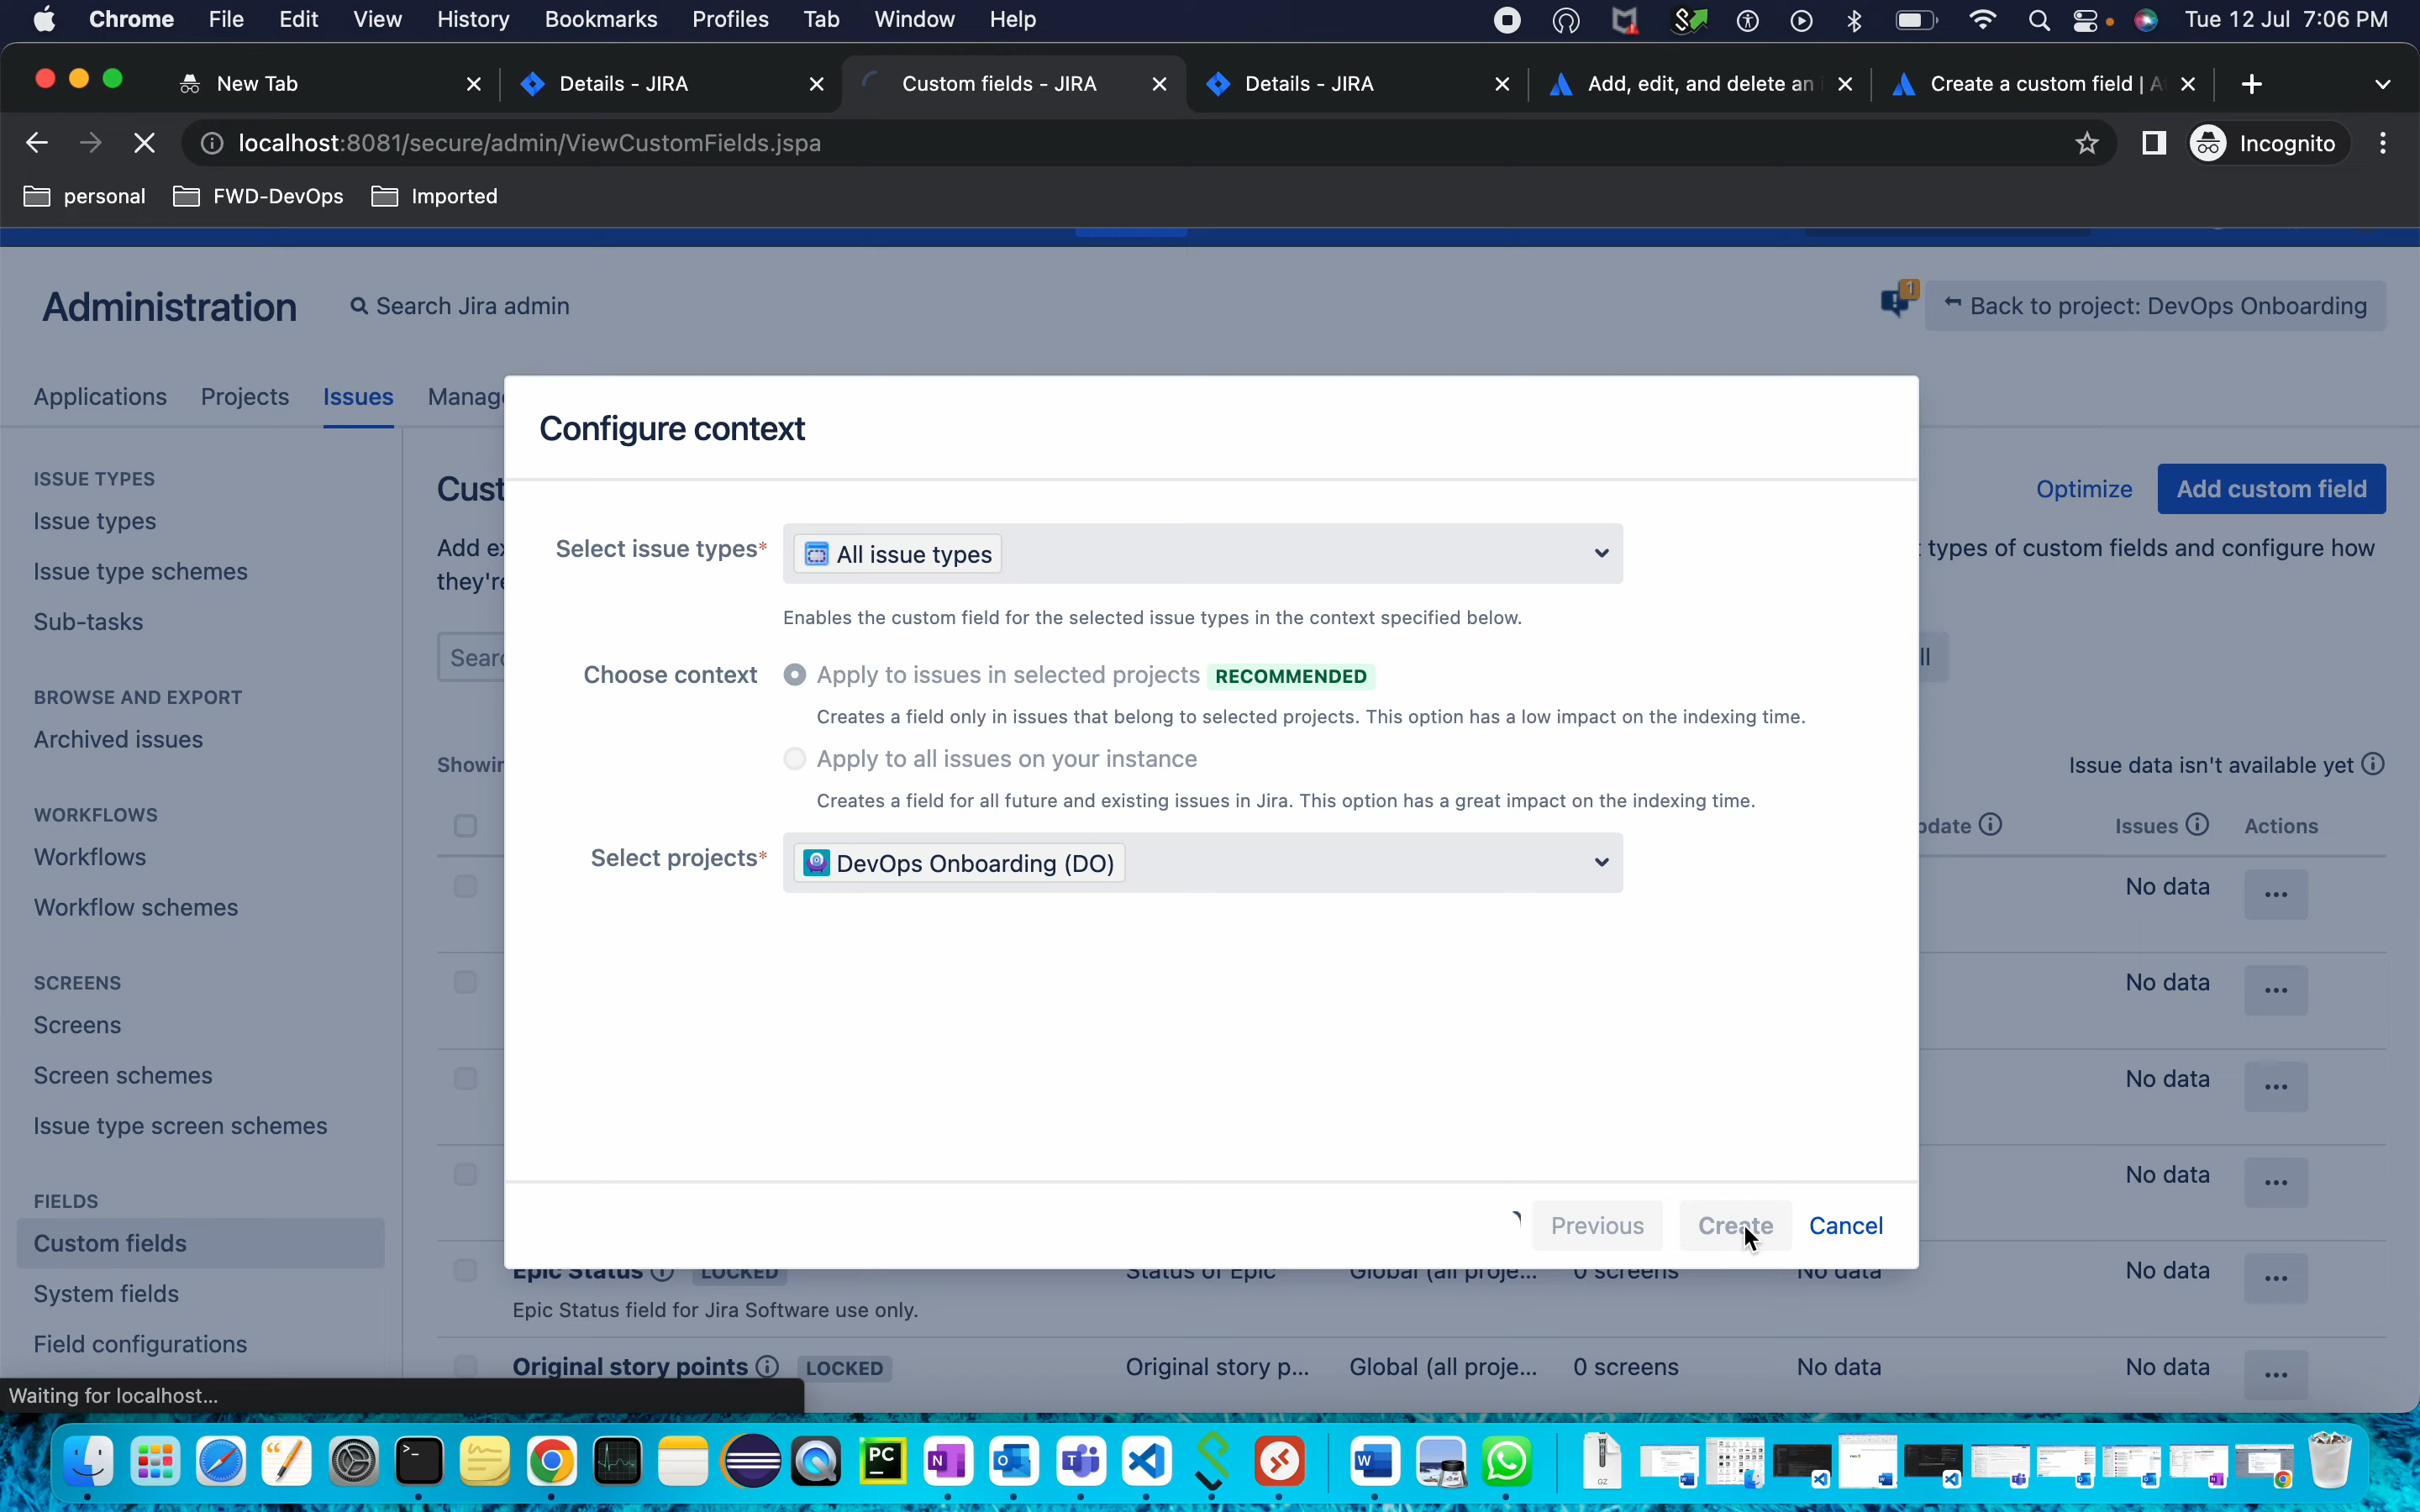 Chrome File Edit View History Bookmarks Profiles Tab Window Help Tue 12 Jul 7:06 PM
New Tab Details - JIRA Custom fields - JIRA Details - JIRA Add, edit, and delete an Create a custom field | A
localhost:8081/secure/admin/ViewCustomFields.jspa Incognito
personal FWD-DevOps Imported
Administration Search Jira admin 1 Back to project: DevOps Onboarding
Applications Projects Issues Manag
Configure context
ISSUE TYPES
Issue types
Issue type schemes
Sub-tasks
BROWSE AND EXPORT
Archived issues
WORKFLOWS
Workflows
Workflow schemes
SCREENS
Screens
Screen schemes
Issue type screen schemes
FIELDS
Custom fields
System fields
Field configurations
Cust Optimize Add custom field
Add ex t types of custom fields and configure how
they're
Sear ll
Showin Issue data isn't available yet
pdate Issues Actions
Select issue types* All issue types
Enables the custom field for the selected issue types in the context specified below.
Choose context Apply to issues in selected projects RECOMMENDED
Creates a field only in issues that belong to selected projects. This option has a low impact on the indexing time.
Apply to all issues on your instance
Creates a field for all future and existing issues in Jira. This option has a great impact on the indexing time.
Select projects* DevOps Onboarding (DO)
Previous Create Cancel
No data
No data
No data
No data
Epic Status LOCKED Status of Epic Global (all proje... 0 screens No data No data
Epic Status field for Jira Software use only.
Original story points LOCKED Original story p... Global (all proje... 0 screens No data No data
Waiting for localhost...
PC
GZ